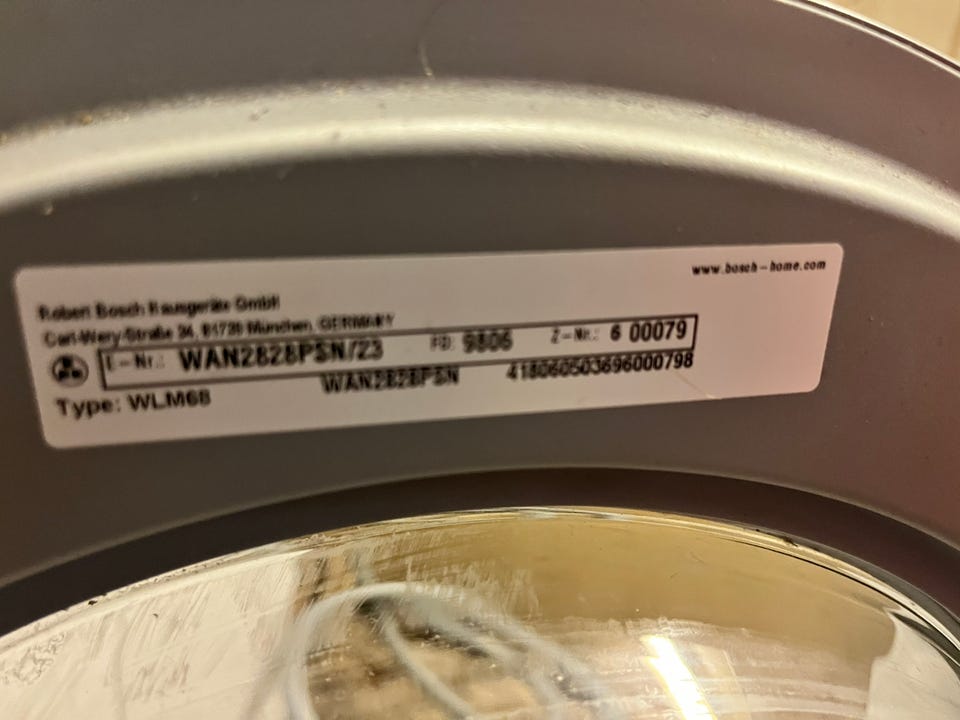 www.bosch-home.com
Robert Bosch Hausgeräte GmbH
Carl-Wery-Straße 34, 81739 München, GERMANY
E-Nr.: WAN2828PSN/23 FD: 9806 Z-Nr.: 6 00079
WAN2828PSN 418060503696000798
Type: WLM68